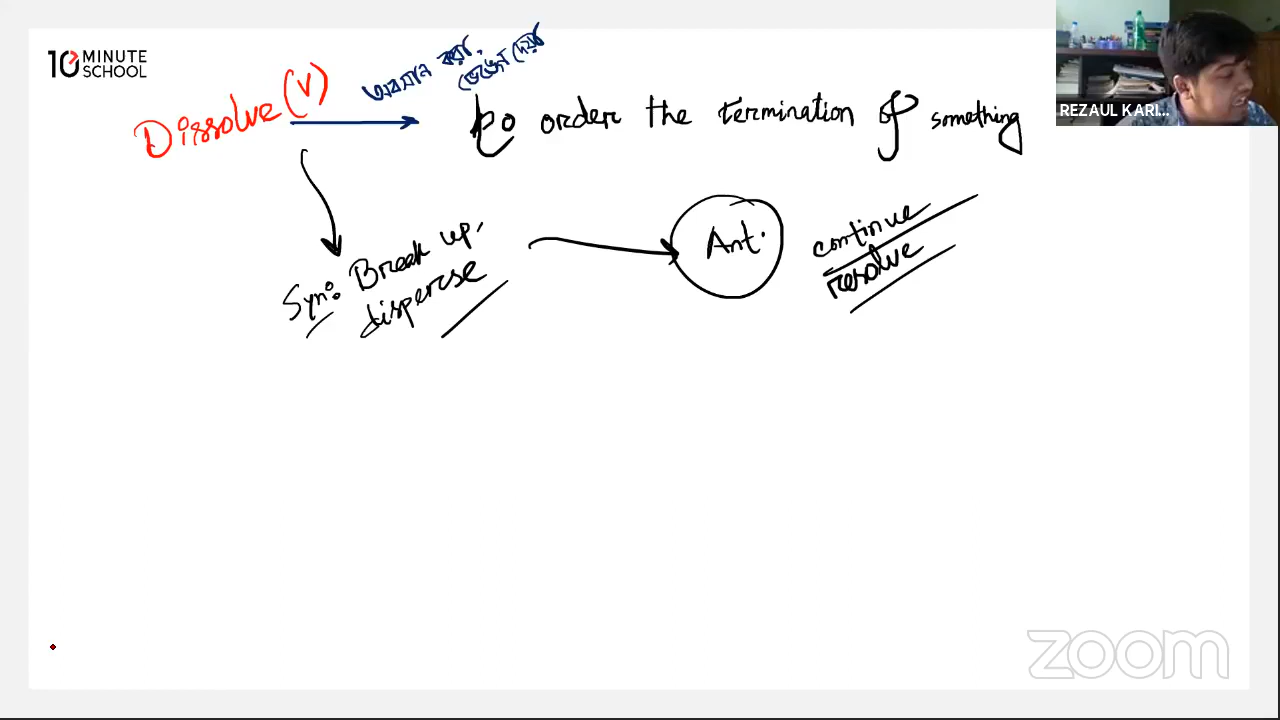 10 MINUTE
SCHOOL
REZAUL KARI...
Dissolve (v)
অবসান করা,
ভেঙে দেয়া
to order the termination of something
Syn: Break up,
disperse
Ant.
continue
resolve
zoom